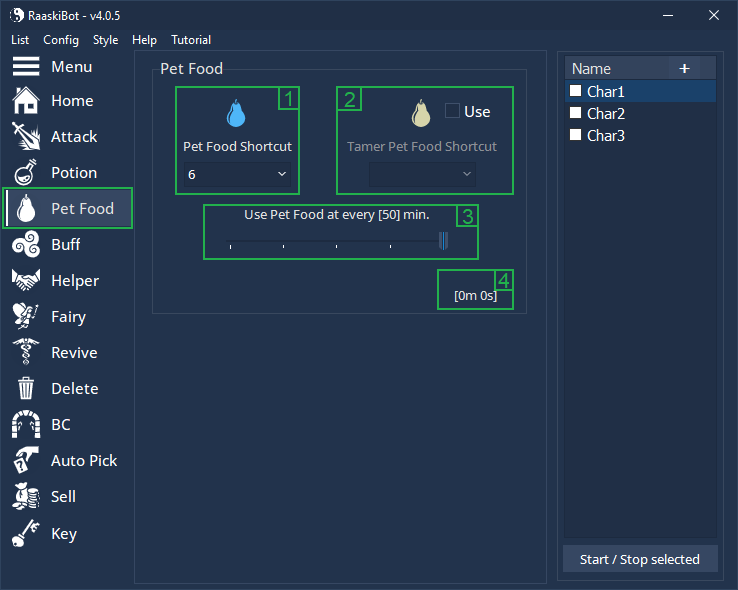 RaaskiBot - v4.0.5
List Config Style Help Tutorial
Menu
Home
Attack
Potion
Pet Food
Buff
Helper
Fairy
Revive
Delete
BC
Auto Pick
Sell
Key
Pet Food
1
Pet Food Shortcut
6
2
Use
Tamer Pet Food Shortcut
3
Use Pet Food at every [50] min.
4
[0m 0s]
Name +
Char1
Char2
Char3
Start / Stop selected